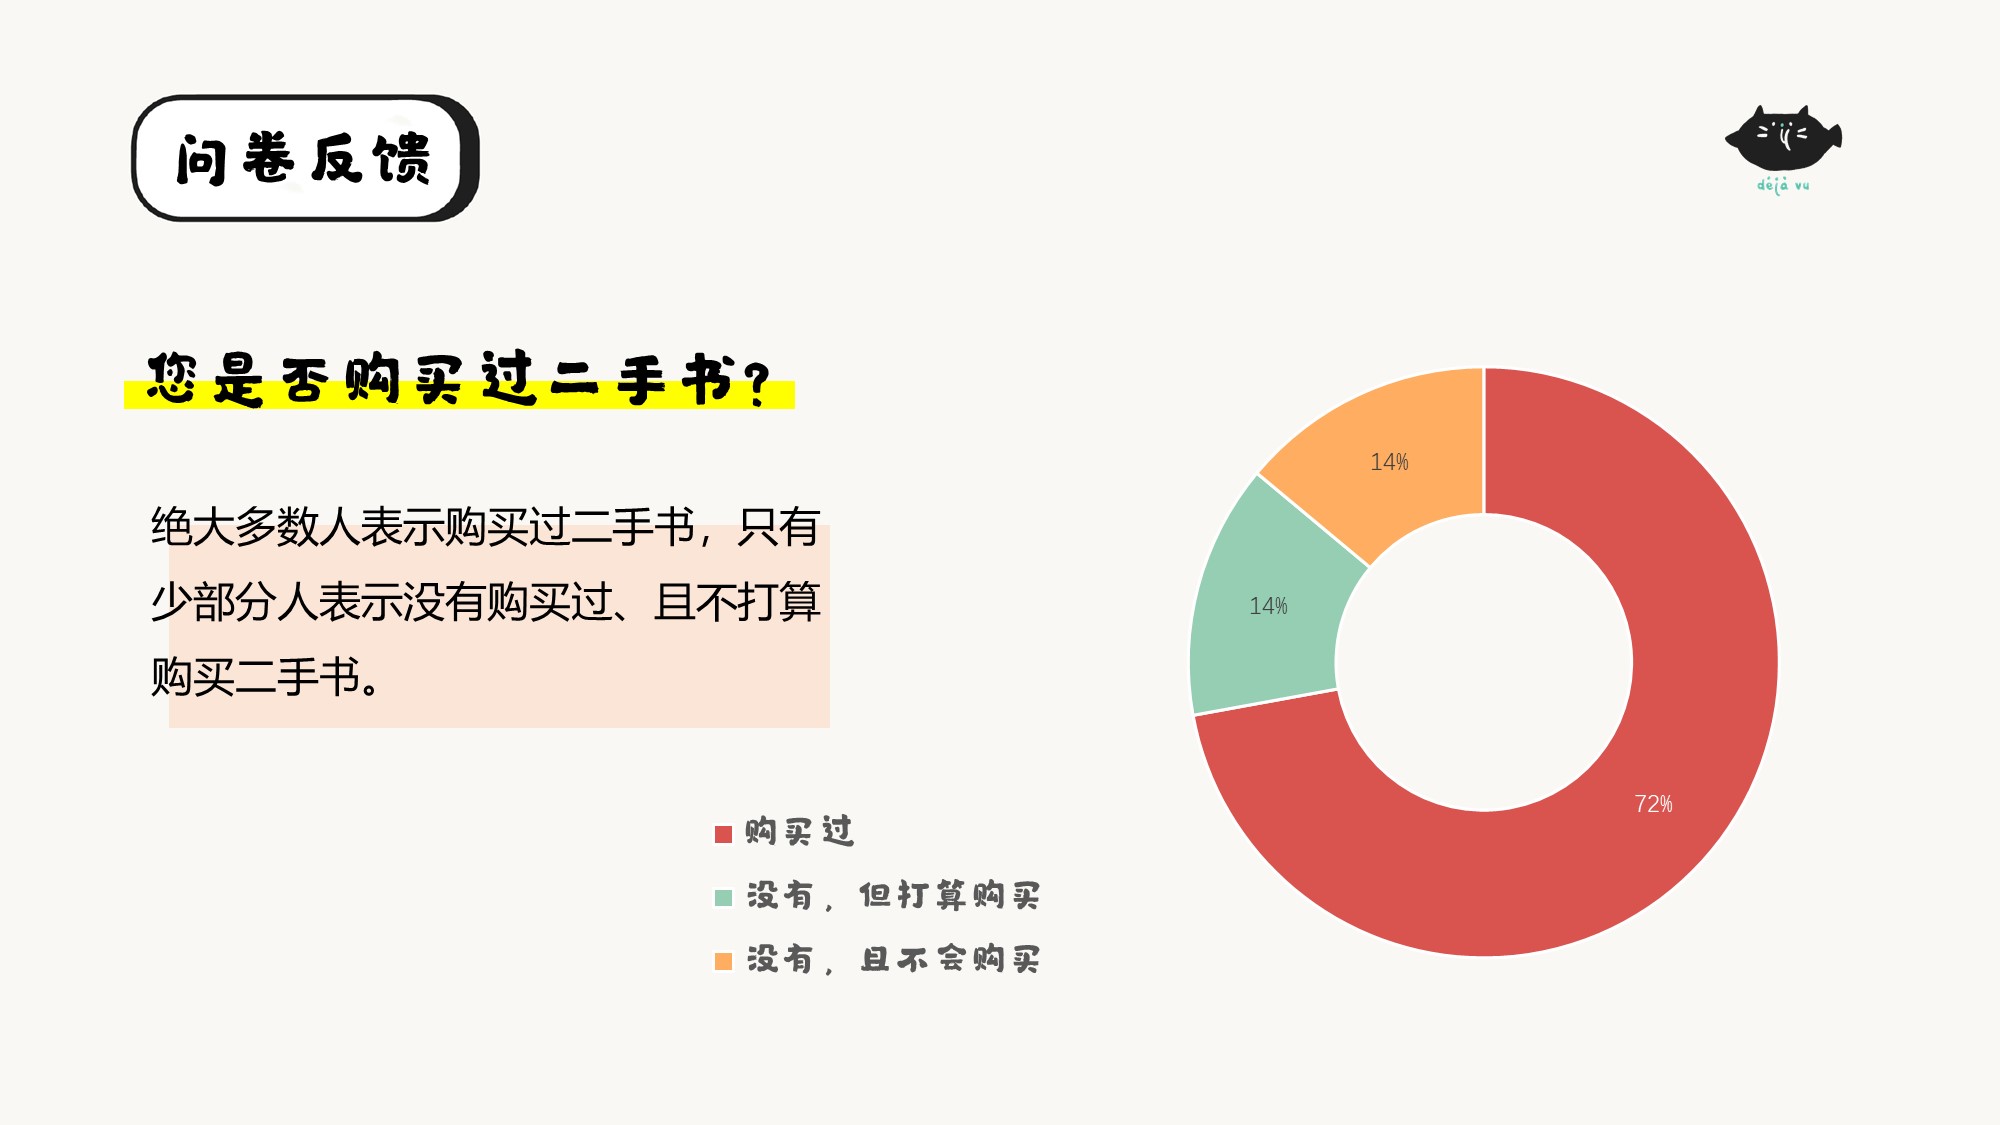 问卷反馈
déjà vu
您是否购买过二手书?
绝大多数人表示购买过二手书，只有
少部分人表示没有购买过、且不打算
购买二手书。
14%
14%
72%
购买过
没有，但打算购买
没有，且不会购买